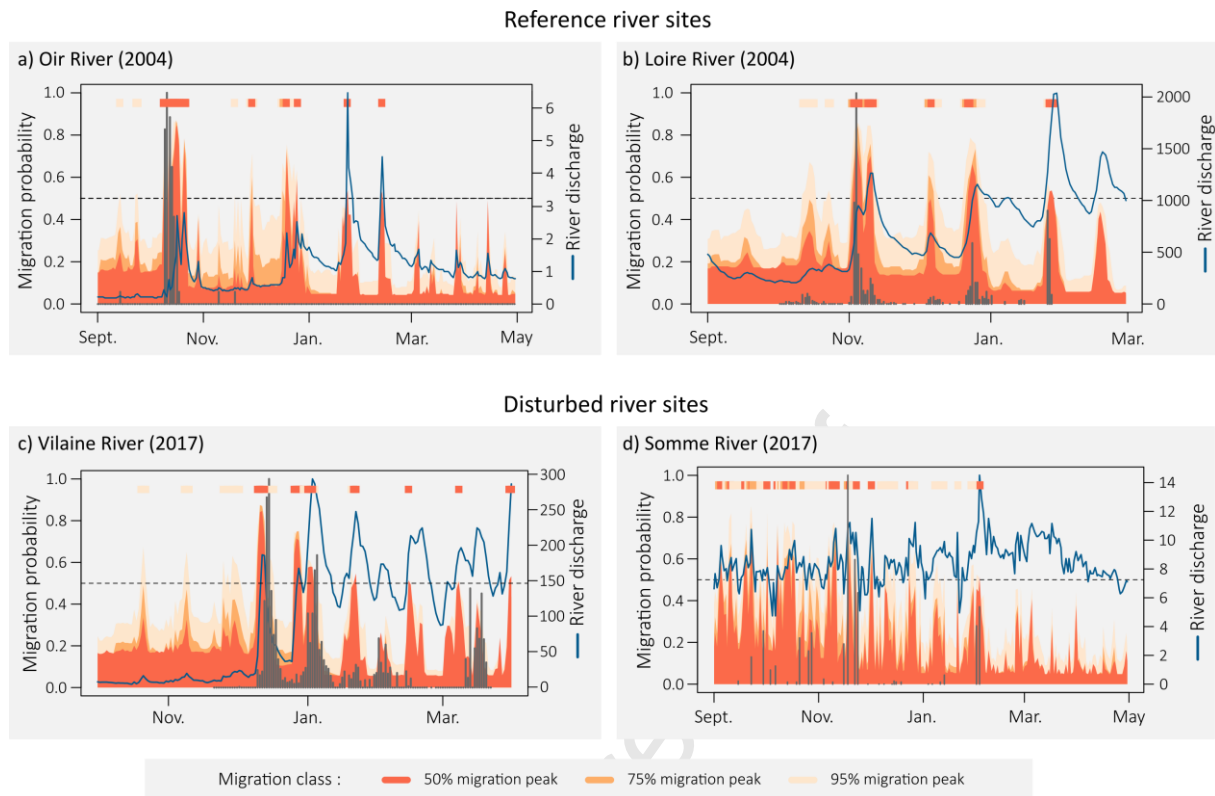 Reference river sites
a) Oir River (2004)
1.0
0.8
0.6
0.4
0.2
0.0
Migration probability
6
5
4
3
2
1
0
River discharge
Sept.
Nov.
Jan.
Mar.
May
b) Loire River (2004)
1.0
0.8
0.6
0.4
0.2
0.0
Migration probability
2000
1500
1000
500
0
River discharge
Sept.
Nov.
Jan.
Mar.
Disturbed river sites
c) Vilaine River (2017)
1.0
0.8
0.6
0.4
0.2
0.0
Migration probability
300
250
200
150
100
50
0
River discharge
Nov.
Jan.
Mar.
d) Somme River (2017)
1.0
0.8
0.6
0.4
0.2
0.0
Migration probability
14
12
10
8
6
4
2
0
River discharge
Sept.
Nov.
Jan.
Mar.
May
Migration class : 50% migration peak 75% migration peak 95% migration peak